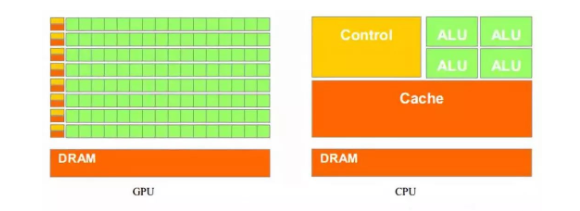 Control
ALU ALU
ALU ALU
Cache
DRAM
DRAM
GPU
CPU